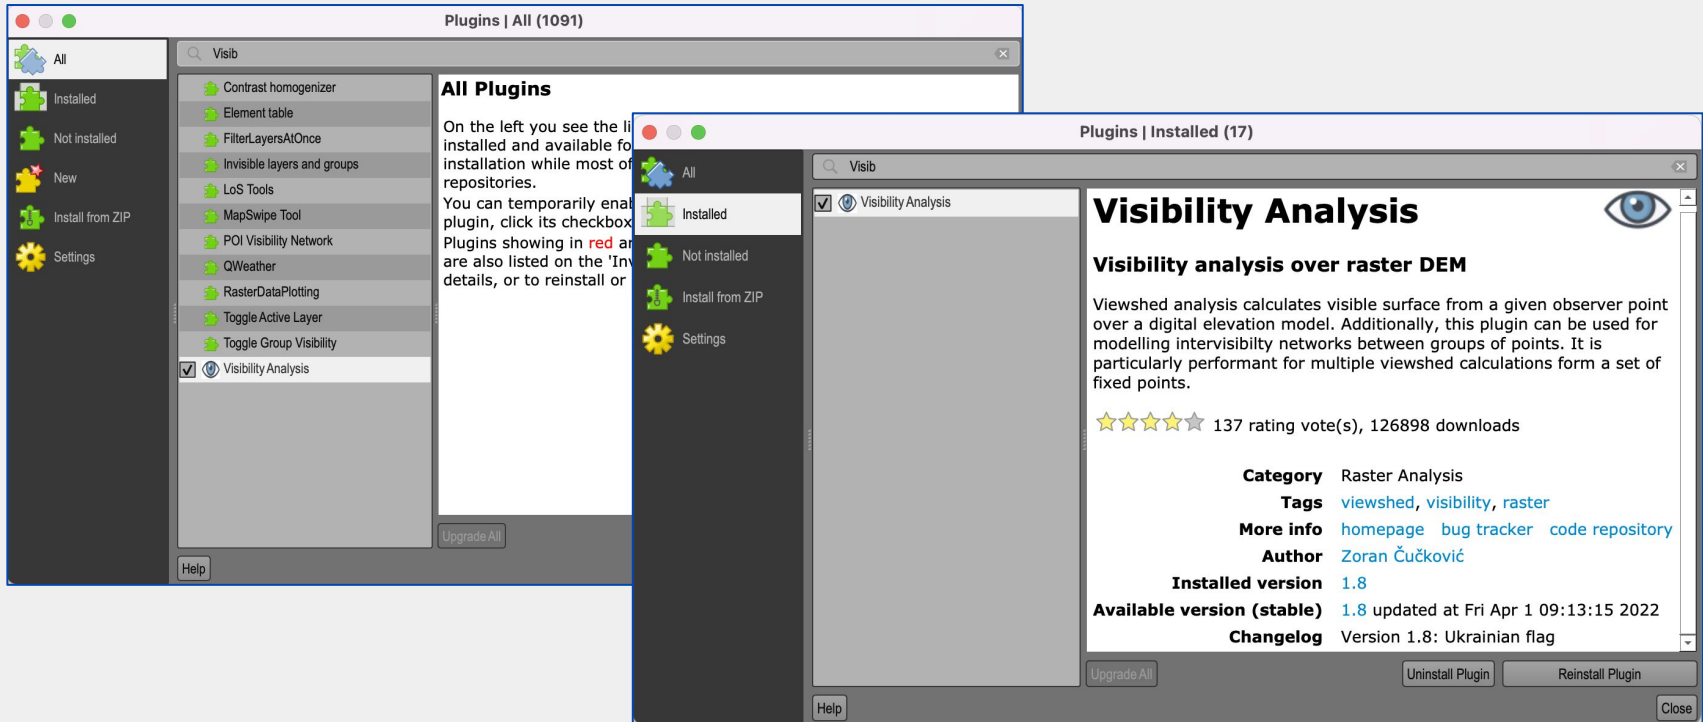 Plugins | All (1091)
All
Installed
Not installed
New
Install from ZIP
Settings
Visib
Contrast homogenizer
Element table
FilterLayersAtOnce
Invisible layers and groups
LoS Tools
MapSwipe Tool
POI Visibility Network
QWeather
RasterDataPlotting
Toggle Active Layer
Toggle Group Visibility
Visibility Analysis
All Plugins
On the left you see the li
installed and available fo
installation while most of
repositories.
You can temporarily enab
plugin, click its checkbox
Plugins showing in red ar
are also listed on the 'Inv
details, or to reinstall or
Upgrade All
Help
Plugins | Installed (17)
All
Installed
Not installed
Install from ZIP
Settings
Visib
Visibility Analysis
Visibility Analysis
Visibility analysis over raster DEM
Viewshed analysis calculates visible surface from a given observer point
over a digital elevation model. Additionally, this plugin can be used for
modelling intervisibilty networks between groups of points. It is
particularly performant for multiple viewshed calculations form a set of
fixed points.
137 rating vote(s), 126898 downloads
Category Raster Analysis
Tags viewshed, visibility, raster
More info homepage bug tracker code repository
Author Zoran Čučković
Installed version 1.8
Available version (stable) 1.8 updated at Fri Apr 1 09:13:15 2022
Changelog Version 1.8: Ukrainian flag
Upgrade All
Uninstall Plugin
Reinstall Plugin
Help
Close